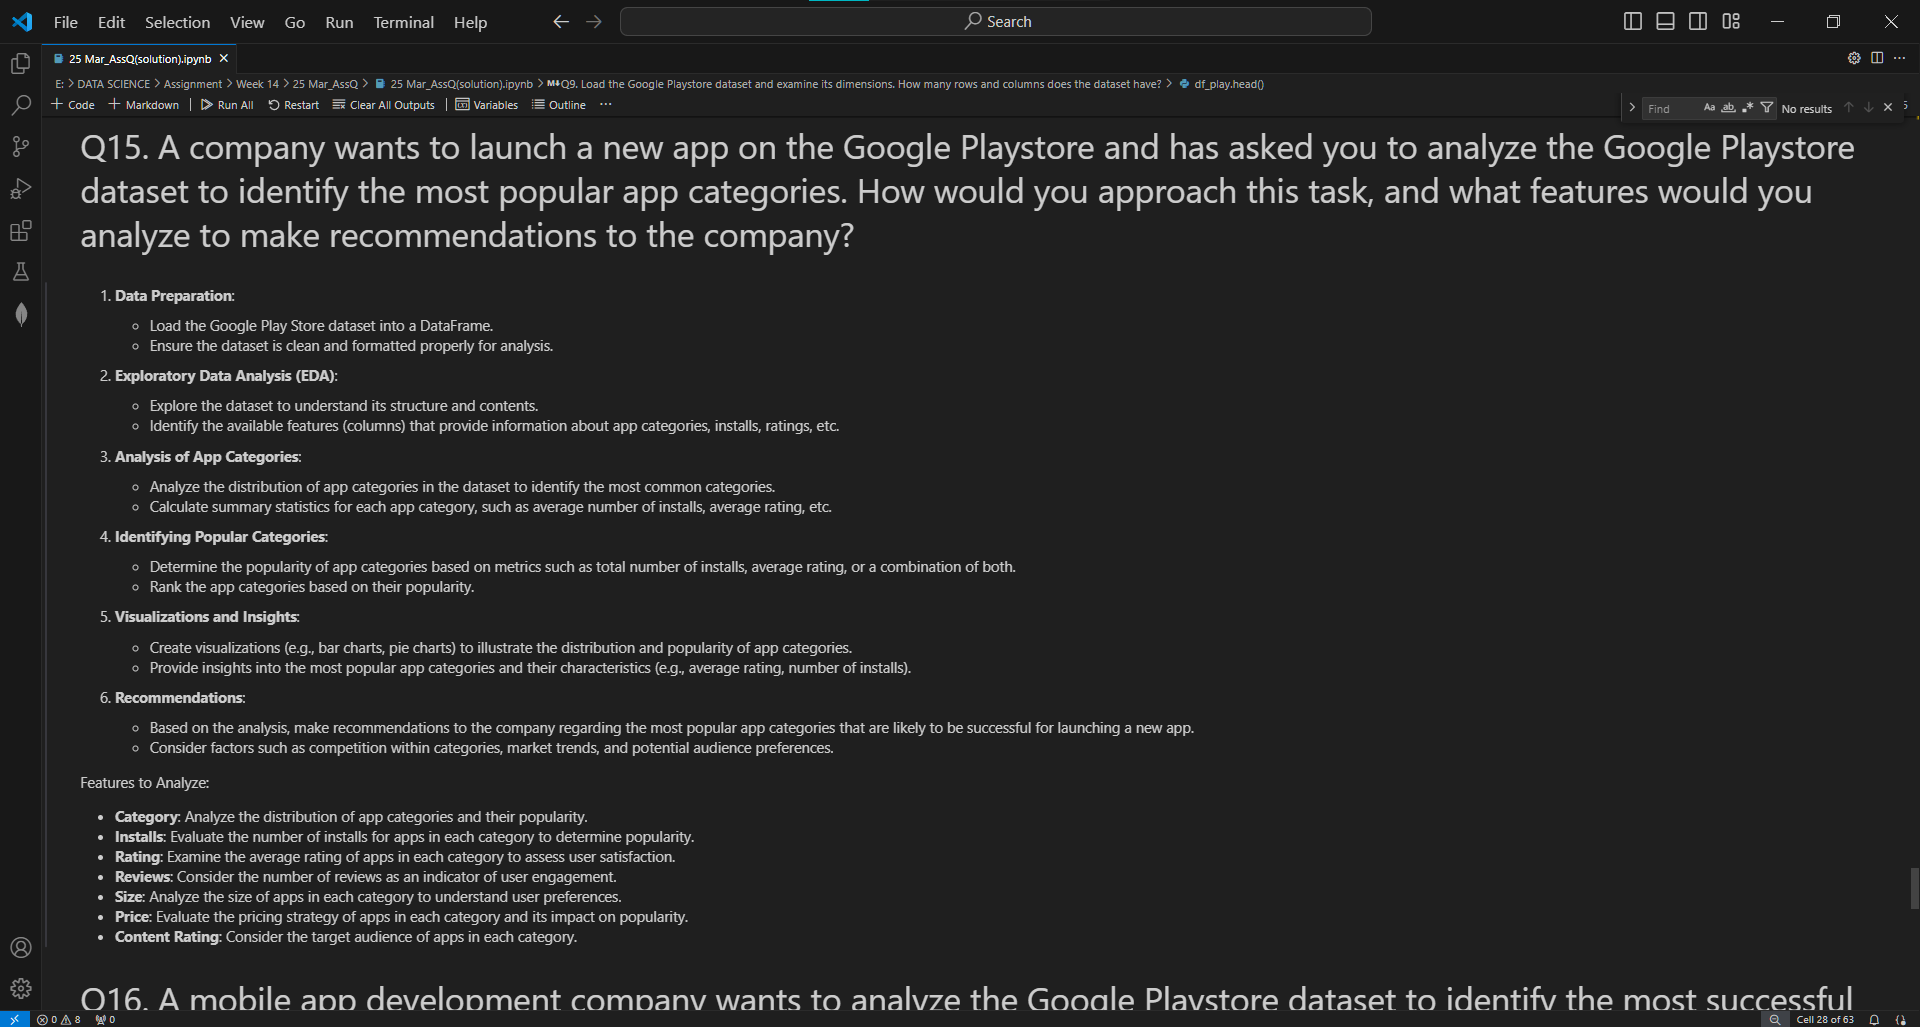 File Edit Selection View Go Run Terminal Help Search
25 Mar_AssQ(solution).ipynb
E: > DATA SCIENCE > Assignment > Week 14 > 25 Mar_AssQ > 25 Mar_AssQ(solution).ipynb > M↓Q9. Load the Google Playstore dataset and examine its dimensions. How many rows and columns does the dataset have? > df_play.head()
+ Code + Markdown | Run All Restart Clear All Outputs | Variables Outline ...
> Find Aa ab .* No results
Q15. A company wants to launch a new app on the Google Playstore and has asked you to analyze the Google Playstore
dataset to identify the most popular app categories. How would you approach this task, and what features would you
analyze to make recommendations to the company?
1. Data Preparation:
◦ Load the Google Play Store dataset into a DataFrame.
◦ Ensure the dataset is clean and formatted properly for analysis.
2. Exploratory Data Analysis (EDA):
◦ Explore the dataset to understand its structure and contents.
◦ Identify the available features (columns) that provide information about app categories, installs, ratings, etc.
3. Analysis of App Categories:
◦ Analyze the distribution of app categories in the dataset to identify the most common categories.
◦ Calculate summary statistics for each app category, such as average number of installs, average rating, etc.
4. Identifying Popular Categories:
◦ Determine the popularity of app categories based on metrics such as total number of installs, average rating, or a combination of both.
◦ Rank the app categories based on their popularity.
5. Visualizations and Insights:
◦ Create visualizations (e.g., bar charts, pie charts) to illustrate the distribution and popularity of app categories.
◦ Provide insights into the most popular app categories and their characteristics (e.g., average rating, number of installs).
6. Recommendations:
◦ Based on the analysis, make recommendations to the company regarding the most popular app categories that are likely to be successful for launching a new app.
◦ Consider factors such as competition within categories, market trends, and potential audience preferences.
Features to Analyze:
• Category: Analyze the distribution of app categories and their popularity.
• Installs: Evaluate the number of installs for apps in each category to determine popularity.
• Rating: Examine the average rating of apps in each category to assess user satisfaction.
• Reviews: Consider the number of reviews as an indicator of user engagement.
• Size: Analyze the size of apps in each category to understand user preferences.
• Price: Evaluate the pricing strategy of apps in each category and its impact on popularity.
• Content Rating: Consider the target audience of apps in each category.
Q16. A mobile app development company wants to analyze the Google Playstore dataset to identify the most successful
0 8 0 Cell 28 of 63